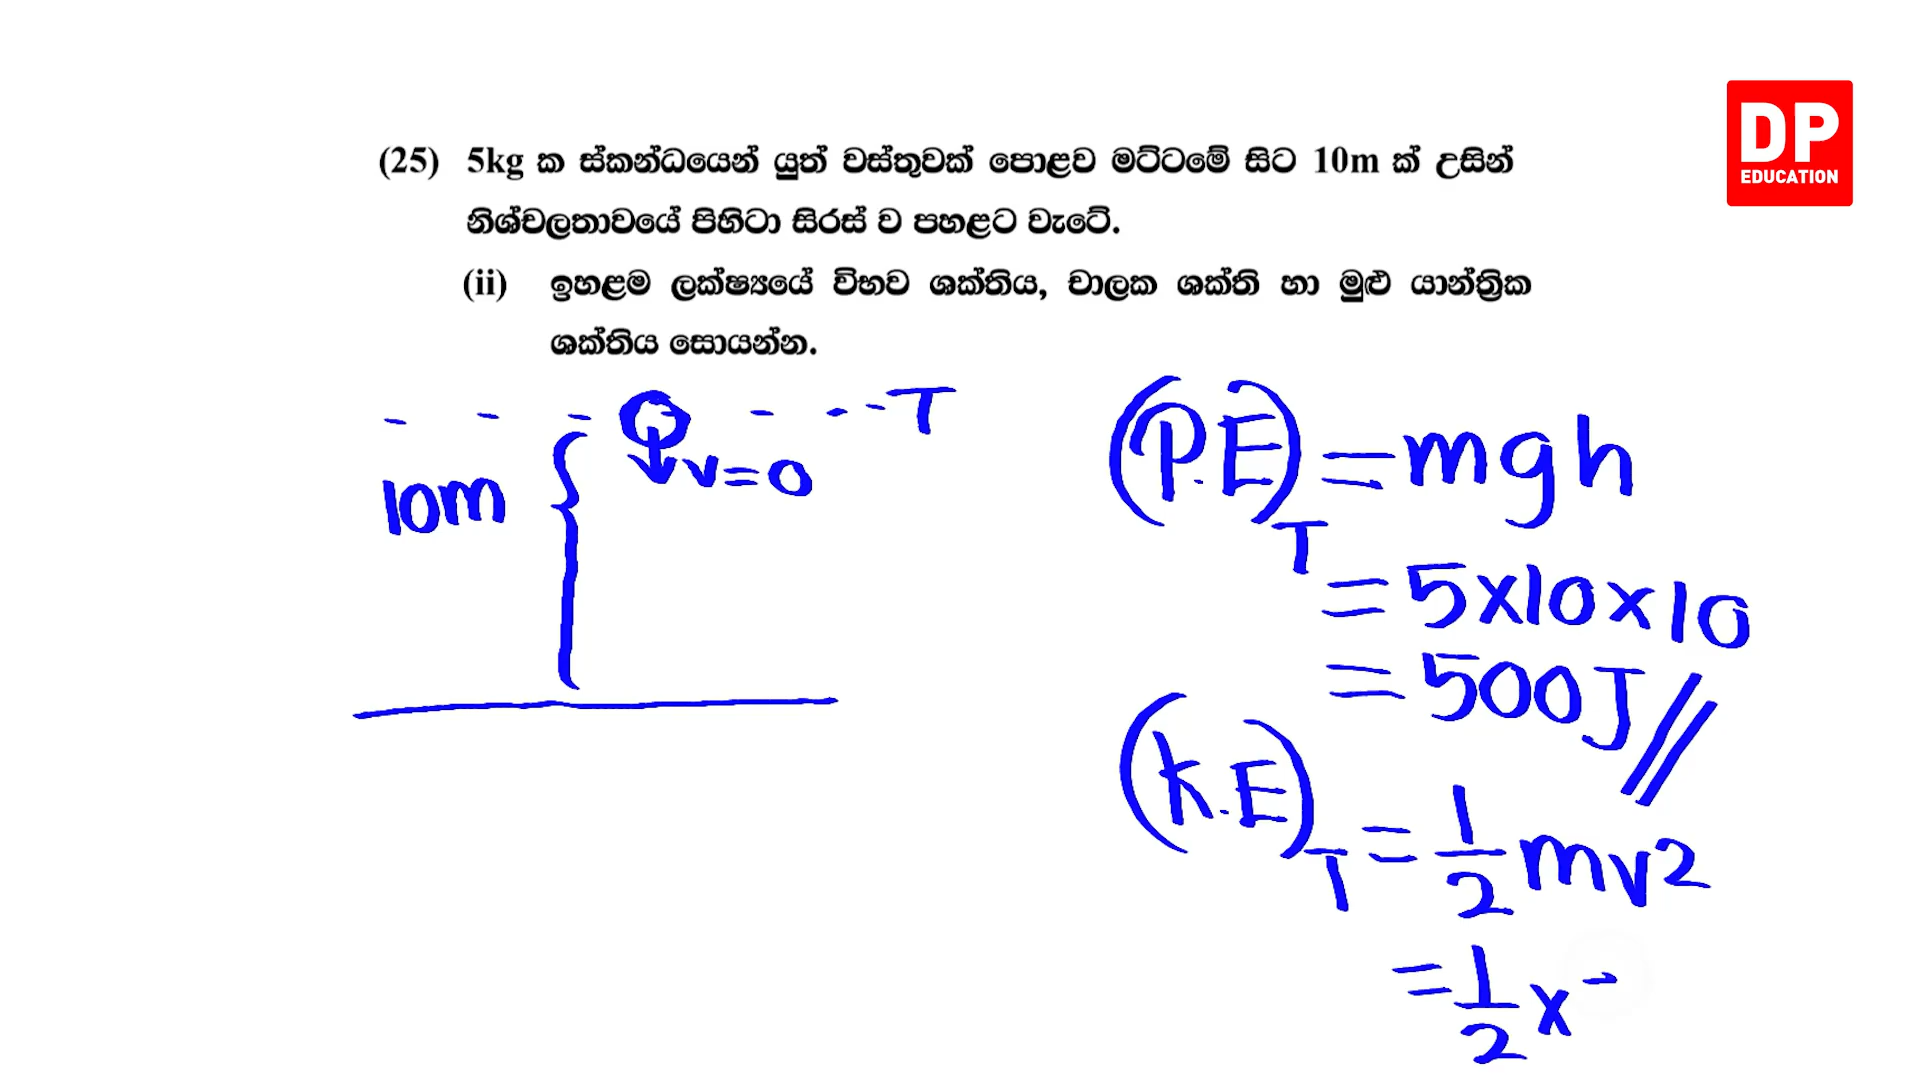 DP
EDUCATION
(25) 5kg ක ස්කන්ධයෙන් යුත් වස්තුවක් පොළව මට්ටමේ සිට 10m ක් උසින්
නිශ්චලතාවයේ පිහිටා සිරස් ව පහළට වැටේ.
(ii) ඉහළම ලක්ෂ්‍යයේ විභව ශක්තිය, චාලක ශක්ති හා මුළු යාන්ත්‍රික
ශක්තිය සොයන්න.
T
10m
v=0
(P.E)T = mgh
= 5x10x10
= 500J//
(K.E)T = 1/2 mv2
= 1/2 x